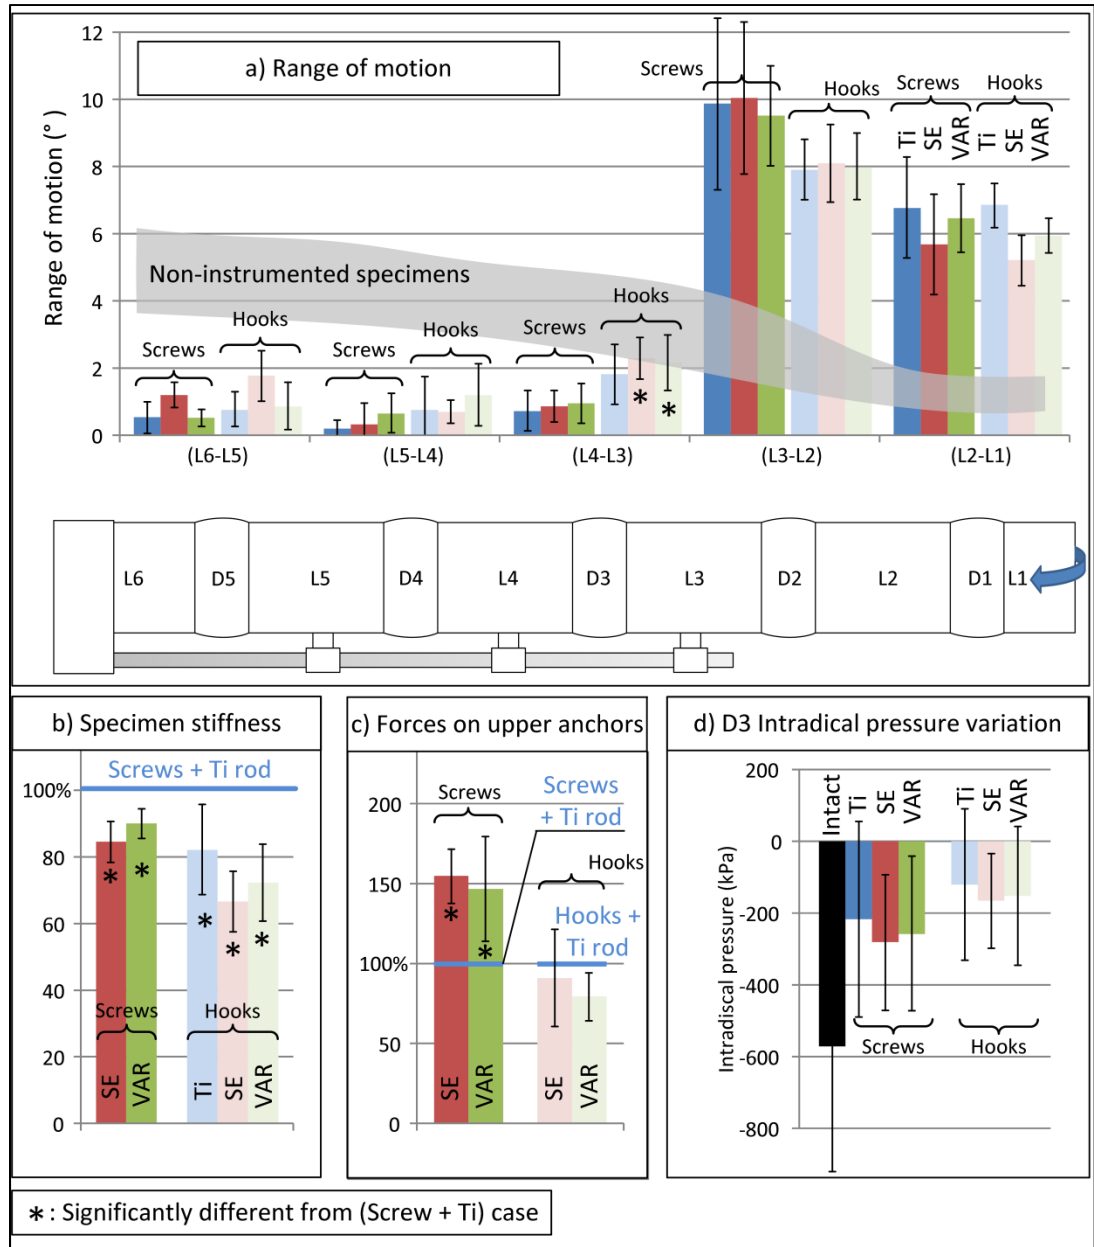 a) Range of motion
Range of motion (°)
12
10
8
6
4
2
0
Non-instrumented specimens
Screws
Hooks
Screws
Hooks
Screws
Hooks
*
*
Screws
Hooks
Screws
Hooks
Ti
SE
VAR
Ti
SE
VAR
(L6-L5)
(L5-L4)
(L4-L3)
(L3-L2)
(L2-L1)
L6
D5
L5
D4
L4
D3
L3
D2
L2
D1
L1
b) Specimen stiffness
Screws + Ti rod
100%
80
60
40
20
0
*
*
*
*
*
Screws
Hooks
SE
VAR
Ti
SE
VAR
c) Forces on upper anchors
200
150
100%
50
0
Screws
Screws
+ Ti rod
Hooks
Hooks +
Ti rod
*
*
SE
VAR
SE
VAR
d) D3 Intradical pressure variation
Intradiscal pressure (kPa)
200
0
-200
-400
-600
-800
Intact
Ti
SE
VAR
Ti
SE
VAR
Screws
Hooks
* : Significantly different from (Screw + Ti) case